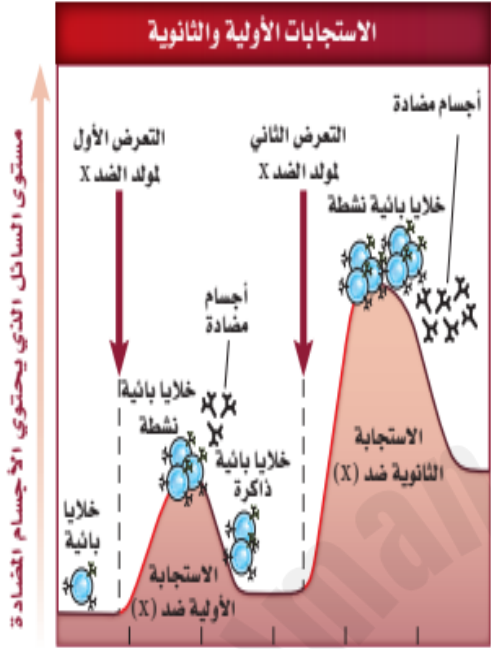 الاستجابات الأولية والثانوية
مستوى السائل الذي يحتوي الأجسام المضادة
التعرض الأول
لمولد الضد X
التعرض الثاني
لمولد الضد X
أجسام مضادة
خلايا بائية نشطة
أجسام
مضادة
خلايا بائية
نشطة
خلايا بائية
ذاكرة
خلايا
بائية
الاستجابة
الأولية ضد (X)
الاستجابة
الثانوية ضد (X)